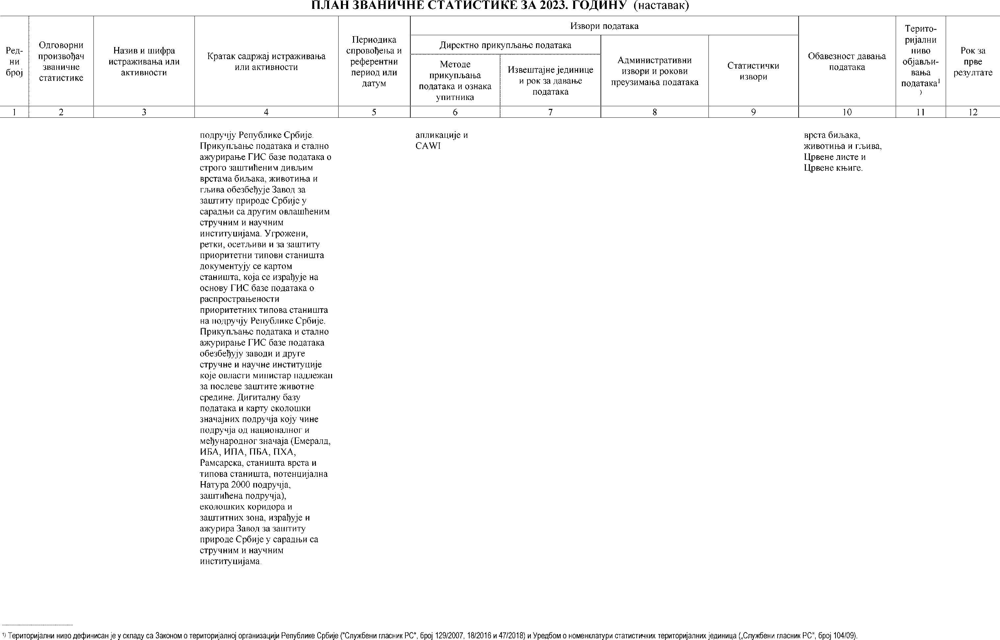 ПЛАН ЗВАНИЧНЕ СТАТИСТИКЕ ЗА 2023. ГОДИНУ (наставак)
Ред-
ни
број
Одговорни
произвођач
званичне
статистике
Назив и шифра
истраживања или
активности
Кратак садржај истраживања
или активности
Периодика
спровођења и
референтни
период или
датум
Извори података
Директно прикупљање података
Методе
прикупљања
података и ознака
упитника
Извештајне јединице
и рок за давање
података
Административни
извори и рокови
преузимања података
Статистички
извори
Обавезност давања
података
Терито-
ријални
ниво
објављи-
вања
података¹
)
Рок за
прве
резултате
1 2 3 4 5 6 7 8 9 10 11 12
подручју Републике Србије.
Прикупљање података и стално
ажурирање ГИС базе података о
строго заштићеним дивљим
врстама биљака, животиња и
гљива обезбеђује Завод за
заштиту природе Србије у
сарадњи са другим овлашћеним
стручним и научним
институцијама. Угрожени,
ретки, осетљиви и за заштиту
приоритетни типови станишта
документују се картом
станишта, која се израђује на
основу ГИС базе података о
распрострањености
приоритетних типова станишта
на подручју Републике Србије.
Прикупљање података и стално
ажурирање ГИС базе података
обезбеђују заводи и друге
стручне и научне институције
које овласти министар надлежан
за послеве заштите животне
средине. Дигиталну базу
података и карту еколошки
значајних подручја коју чине
подручја од националног и
међународног значаја (Емералд,
ИБА, ИПА, ПБА, ПХА,
Рамсарска, станишта врста и
типова станишта, потенцијална
Натура 2000 подручја,
заштићена подручја),
еколошких коридора и
заштитних зона, израђује и
ажурира Завод за заштиту
природе Србије у сарадњи са
стручним и научним
институцијама.
апликације и
CAWI
врста биљака,
животиња и гљива,
Црвене листе и
Црвене књиге.
¹⁾ Територијални ниво дефинисан је у складу са Законом о територијалној организацији Републике Србије ("Службени гласник РС", број 129/2007, 18/2016 и 47/2018) и Уредбом о номенклатури статистичких територијалних јединица („Службени гласник РС", број 104/09).